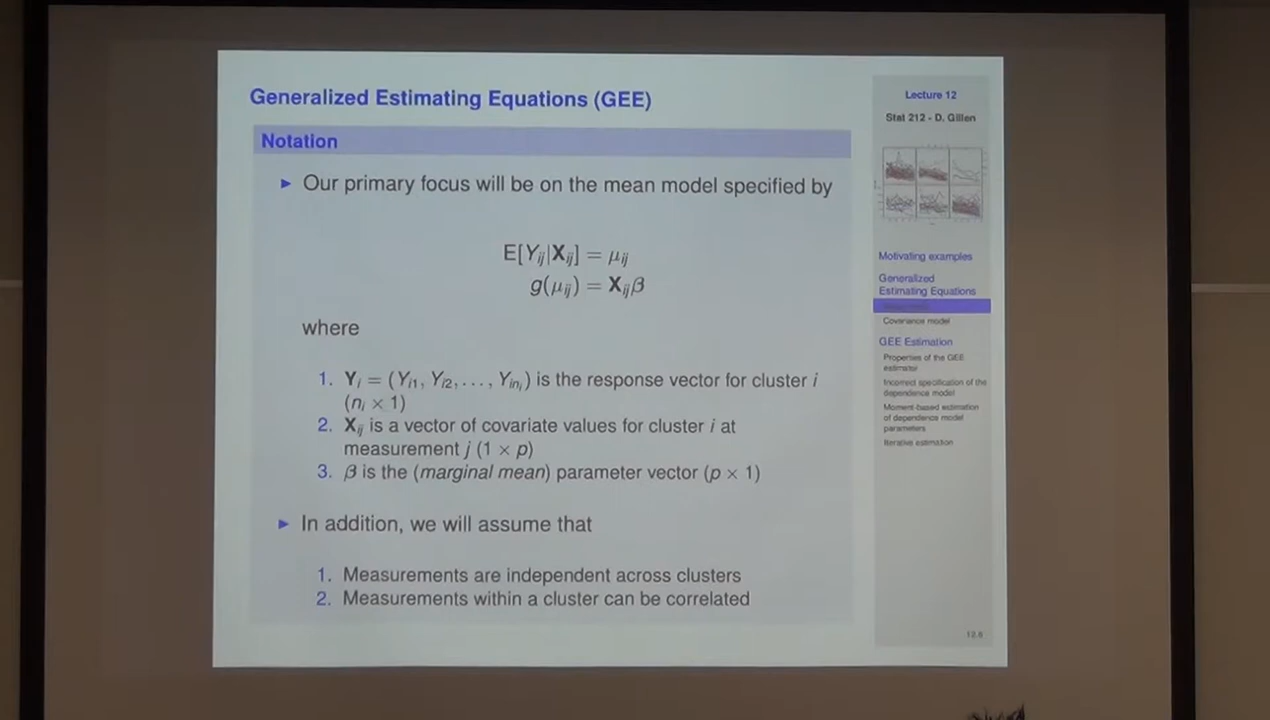 Generalized Estimating Equations (GEE)
Notation
► Our primary focus will be on the mean model specified by
E[Yij|Xij] = μij
g(μij) = Xijβ
where
1. Yi = (Yi1, Yi2, . . . , Yini) is the response vector for cluster i
(ni × 1)
2. Xij is a vector of covariate values for cluster i at
measurement j (1 × p)
3. β is the (marginal mean) parameter vector (p × 1)
► In addition, we will assume that
1. Measurements are independent across clusters
2. Measurements within a cluster can be correlated
Lecture 12
Stat 212 - D. Gillen
Motivating examples
Generalized
Estimating Equations
Covariance model
GEE Estimation
Properties of the GEE
estimator
Incorrect specification of the
dependence model
Moment-based estimation
of dependence model
parameters
Iterative estimation